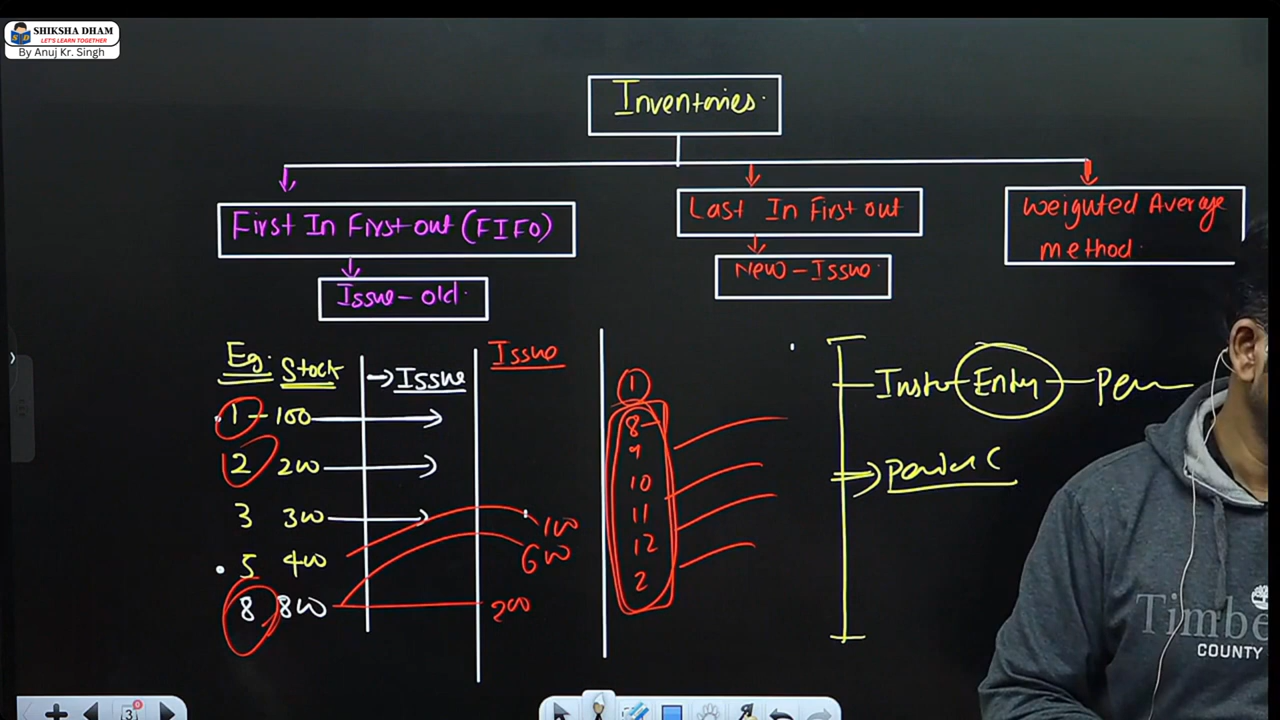 SHIKSHA DHAM
LET'S LEARN TOGETHER
By Anuj Kr. Singh
Inventories
First In First out (FIFO)
Last In First out
Weiguted Average
method
Issue - old
New - Issue
Eg. Stock → Issue Issue
1 - 100
2 200
3 300
5 400
8 800
100
600
200
1
8
9
10
11
12
2
Entry
Timbe
COUNTY
3